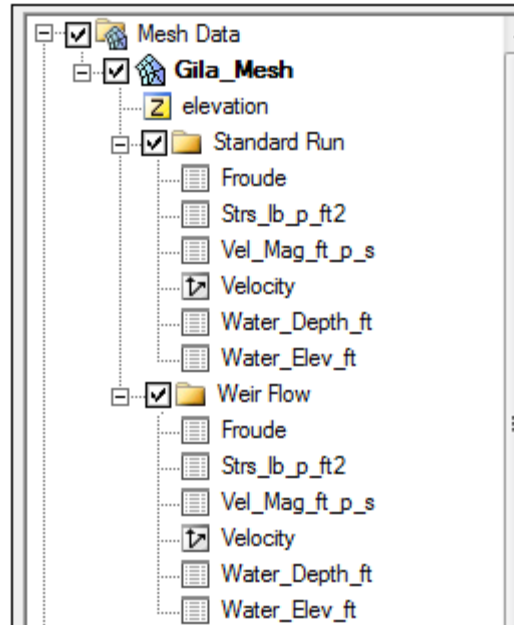 Mesh Data
Gila_Mesh
Z elevation
Standard Run
Froude
Strs_lb_p_ft2
Vel_Mag_ft_p_s
Velocity
Water_Depth_ft
Water_Elev_ft
Weir Flow
Froude
Strs_lb_p_ft2
Vel_Mag_ft_p_s
Velocity
Water_Depth_ft
Water_Elev_ft